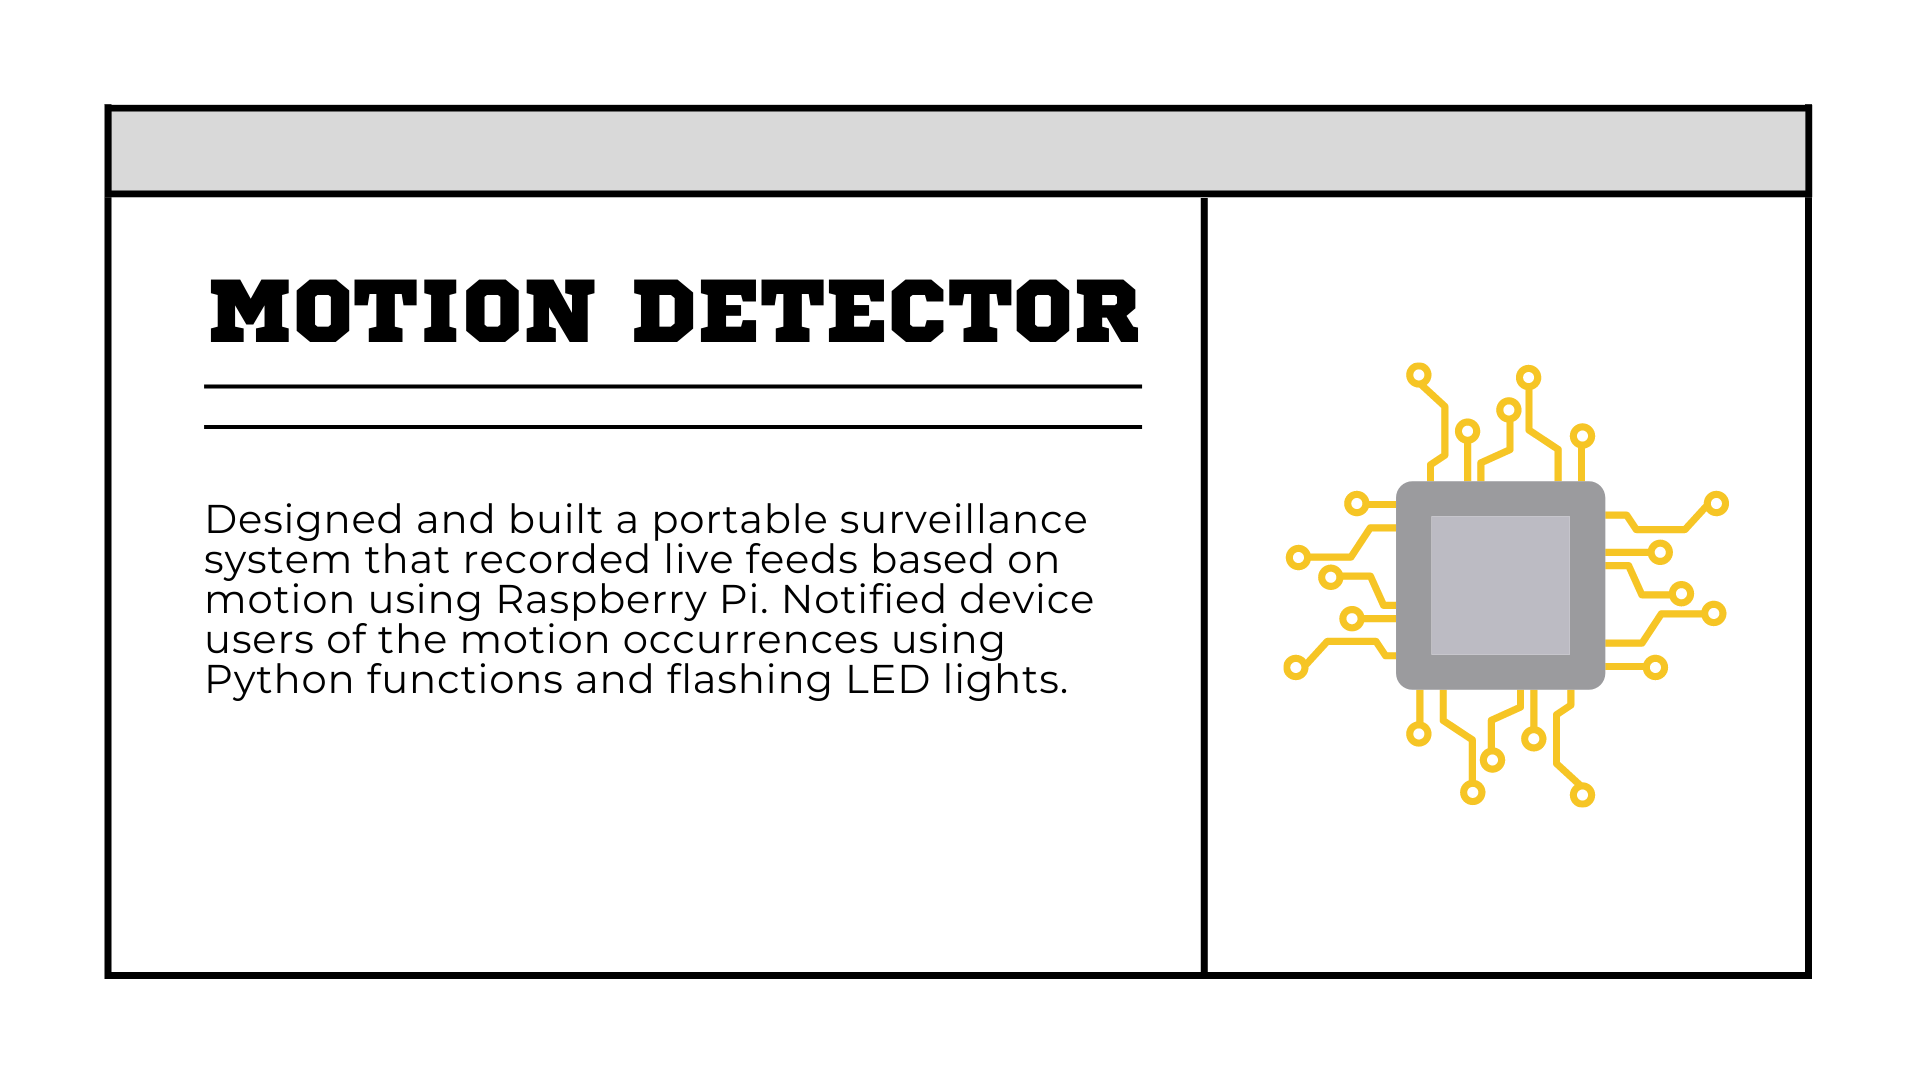 MOTION DETECTOR
Designed and built a portable surveillance
system that recorded live feeds based on
motion using Raspberry Pi. Notified device
users of the motion occurrences using
Python functions and flashing LED lights.